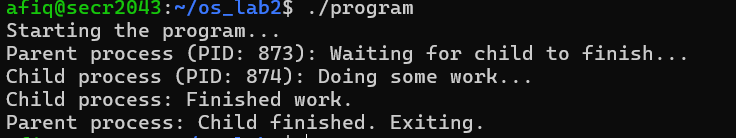 afiq@secr2043:~/os_lab2$ ./program
Starting the program...
Parent process (PID: 873): Waiting for child to finish...
Child process (PID: 874): Doing some work...
Child process: Finished work.
Parent process: Child finished. Exiting.